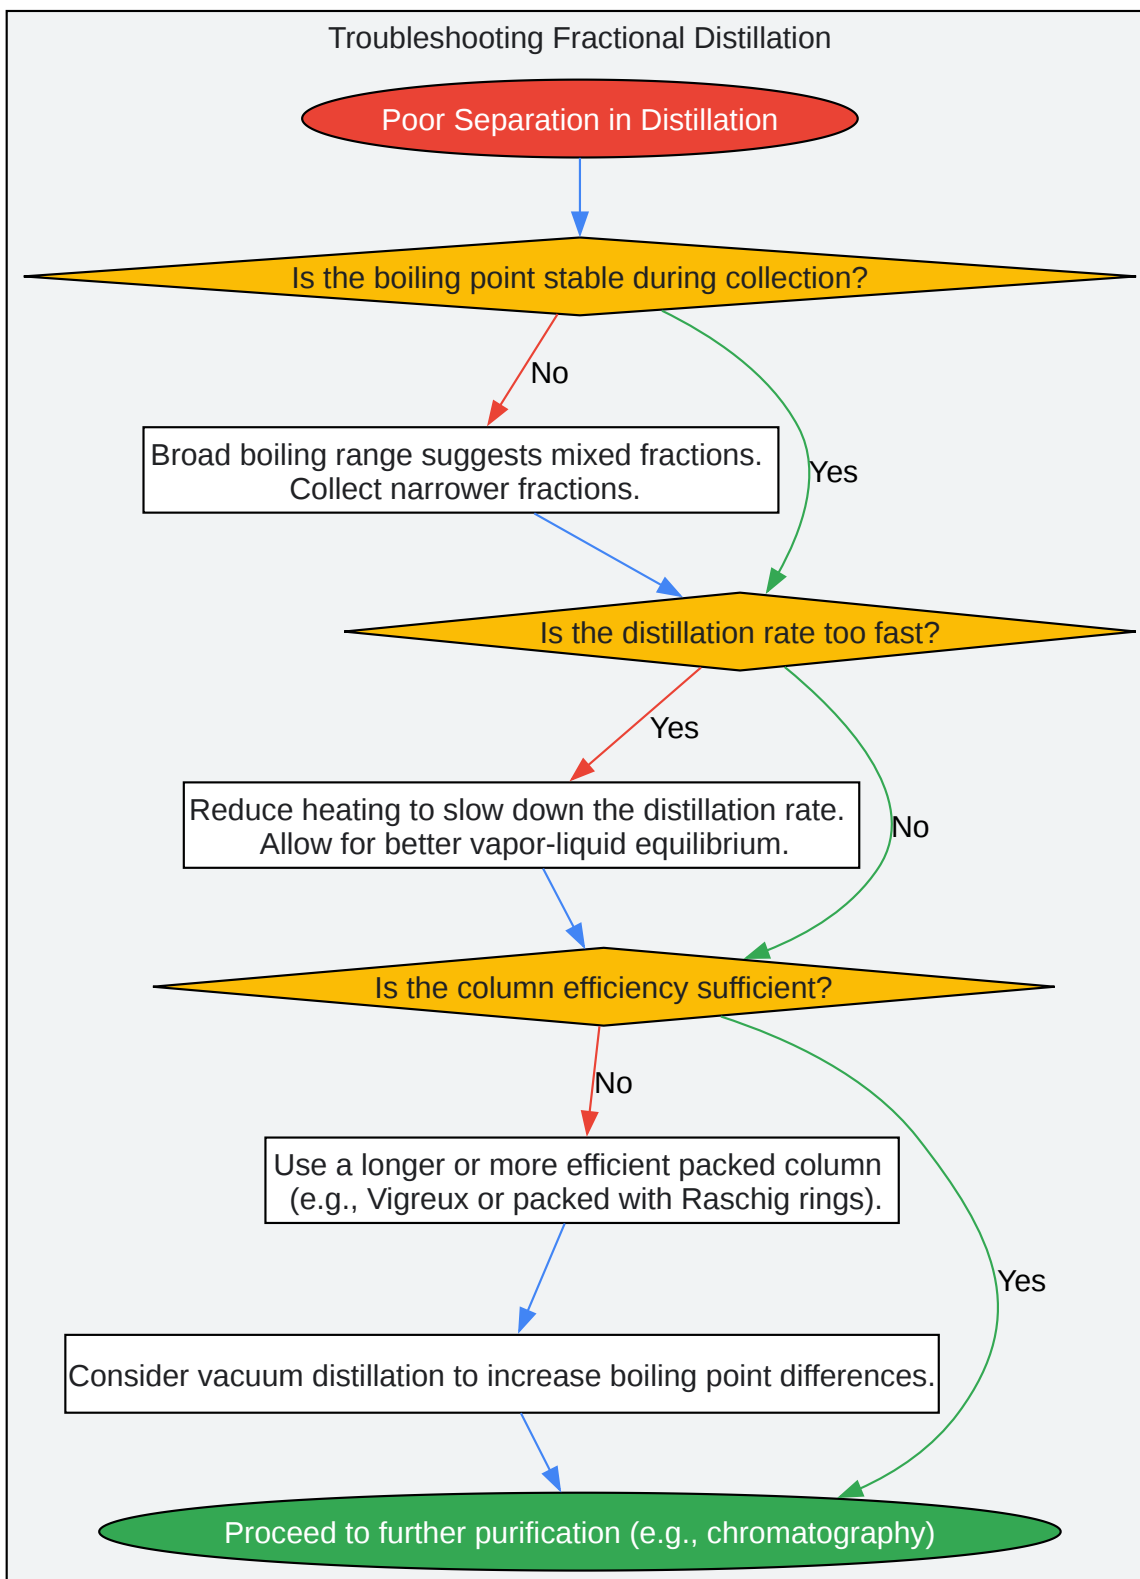 Troubleshooting Fractional Distillation
Poor Separation in Distillation
Is the boiling point stable during collection?
No
Broad boiling range suggests mixed fractions.
Collect narrower fractions.
Yes
Is the distillation rate too fast?
Yes
Reduce heating to slow down the distillation rate.
Allow for better vapor-liquid equilibrium.
No
Is the column efficiency sufficient?
No
Use a longer or more efficient packed column
(e.g., Vigreux or packed with Raschig rings).
Yes
Consider vacuum distillation to increase boiling point differences.
Proceed to further purification (e.g., chromatography)